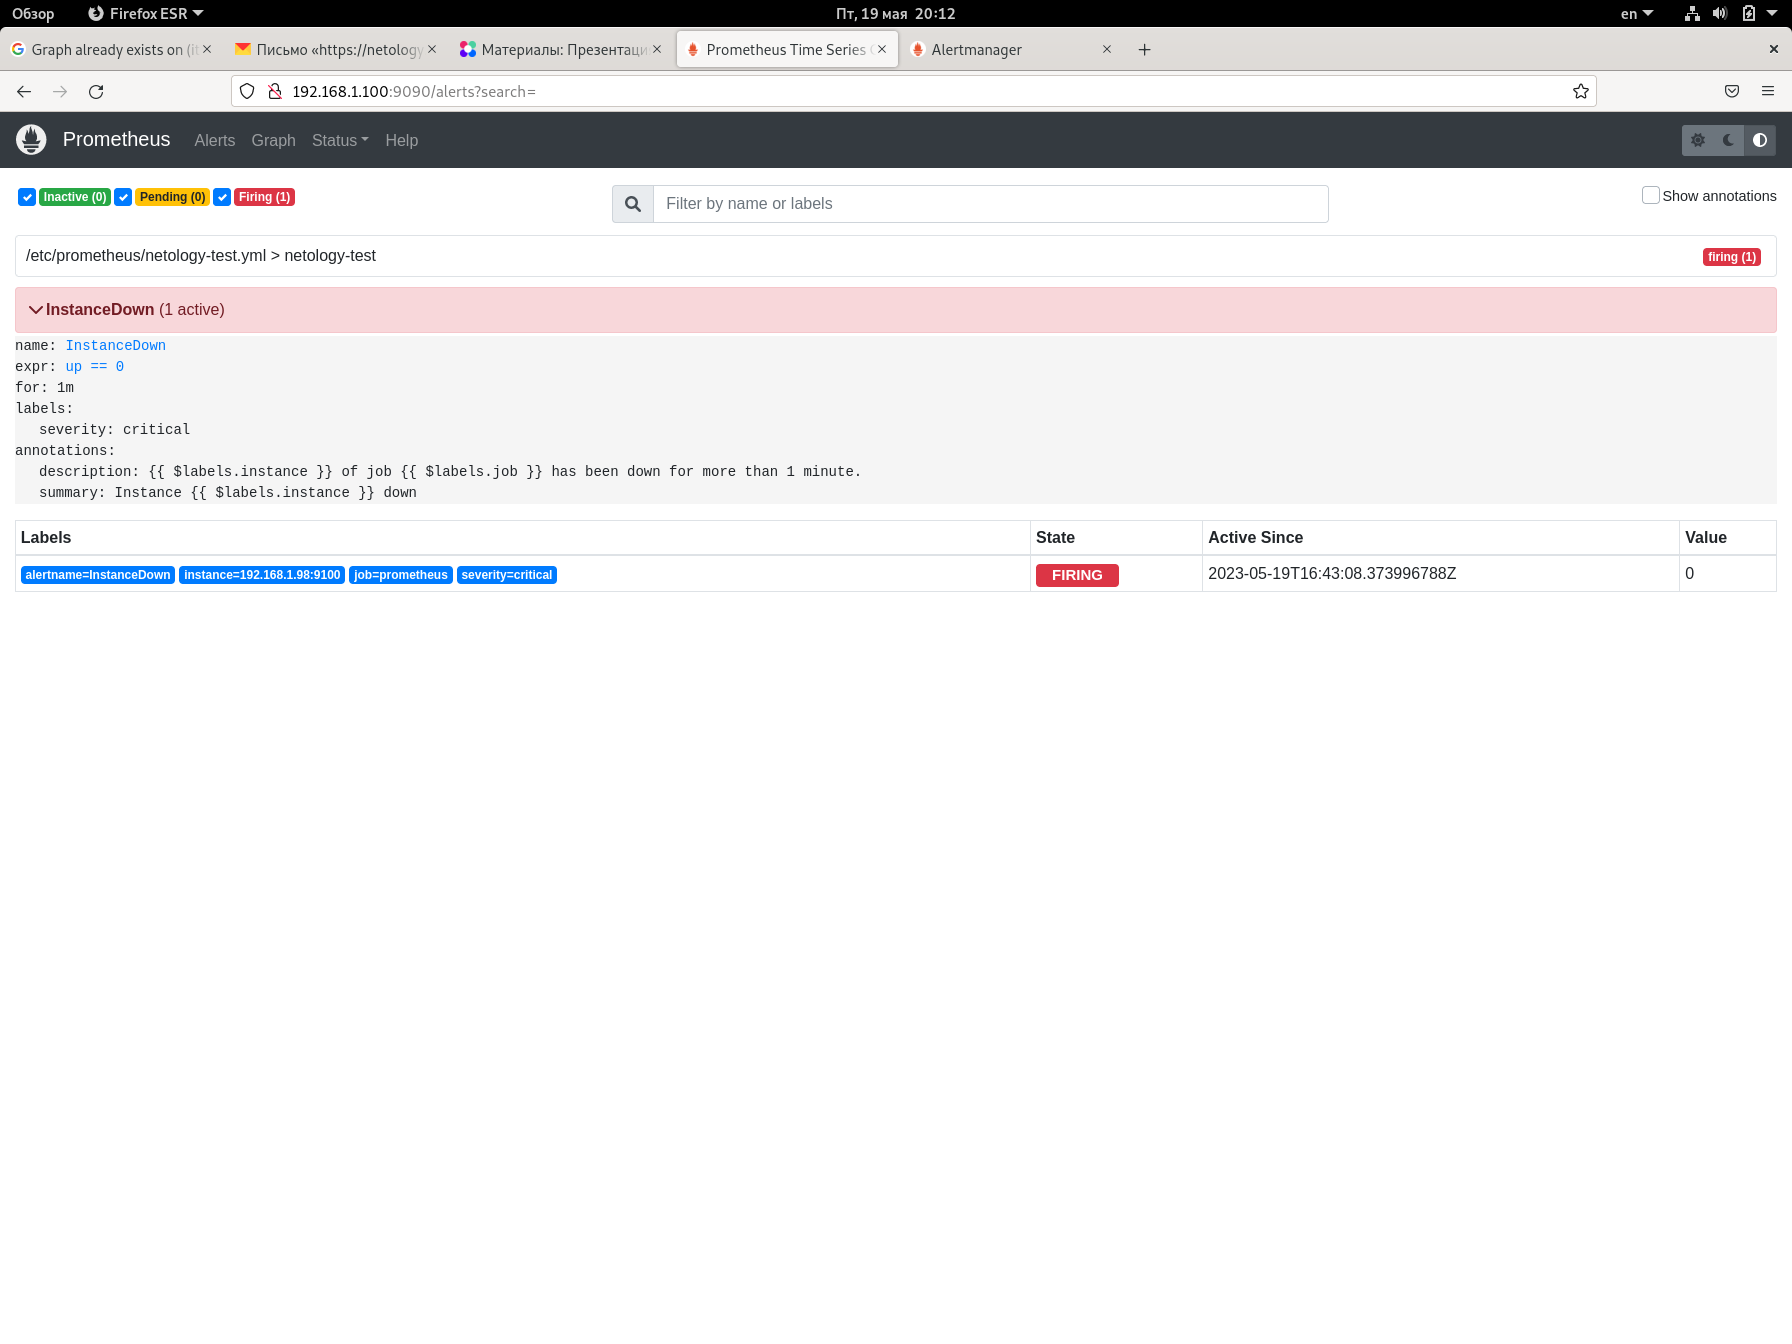 Обзор Firefox ESR Пт, 19 мая 20:12 en
Graph already exists on (it Письмо «https://netology Материалы: Презентаци Prometheus Time Series Alertmanager
192.168.1.100:9090/alerts?search=
Prometheus Alerts Graph Status Help
Inactive (0) Pending (0) Firing (1) Filter by name or labels Show annotations
/etc/prometheus/netology-test.yml > netology-test firing (1)
InstanceDown (1 active)
name: InstanceDown
expr: up == 0
for: 1m
labels:
severity: critical
annotations:
description: {{ $labels.instance }} of job {{ $labels.job }} has been down for more than 1 minute.
summary: Instance {{ $labels.instance }} down
Labels State Active Since Value
alertname=InstanceDown instance=192.168.1.98:9100 job=prometheus severity=critical FIRING 2023-05-19T16:43:08.373996788Z 0